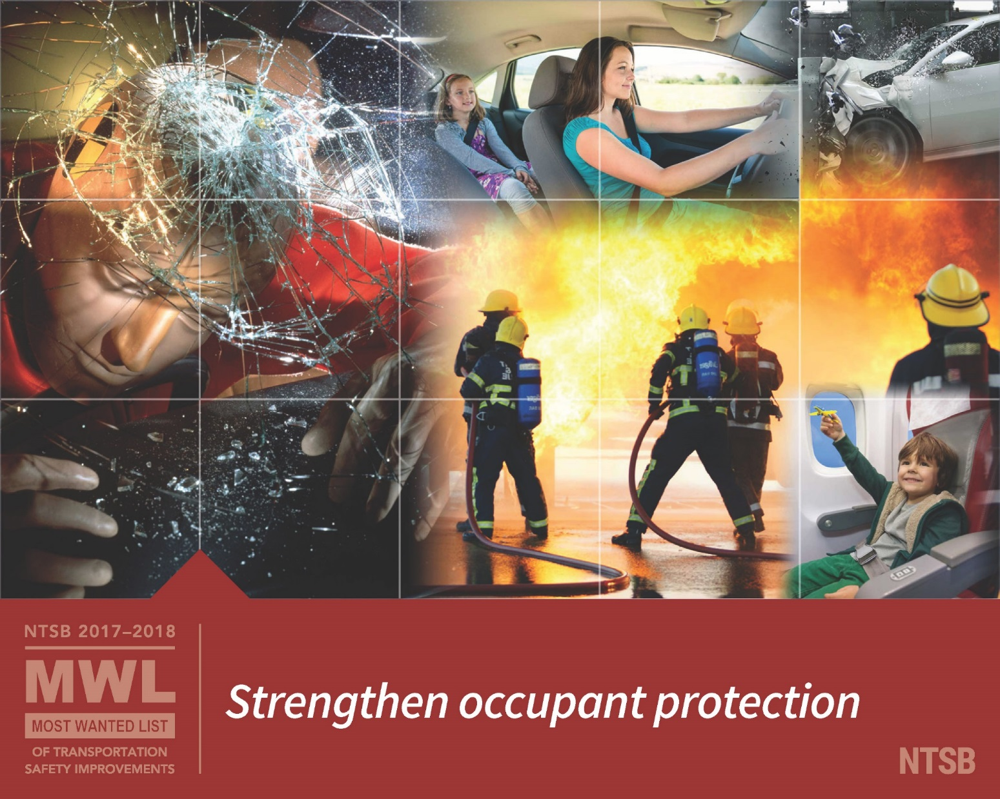 NTSB 2017–2018
MWL
MOST WANTED LIST
OF TRANSPORTATION
SAFETY IMPROVEMENTS
Strengthen occupant protection
NTSB